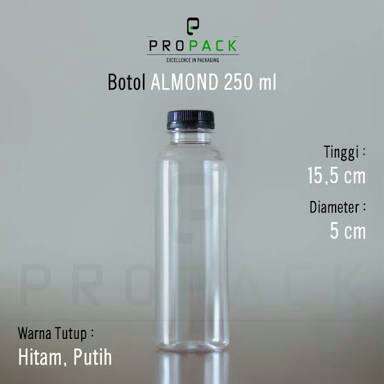 PROPACK
EXCELLENCE IN PACKAGING
Botol ALMOND 250 ml
Tinggi :
15,5 cm
Diameter :
5 cm
PROPACK
Warna Tutup :
Hitam, Putih